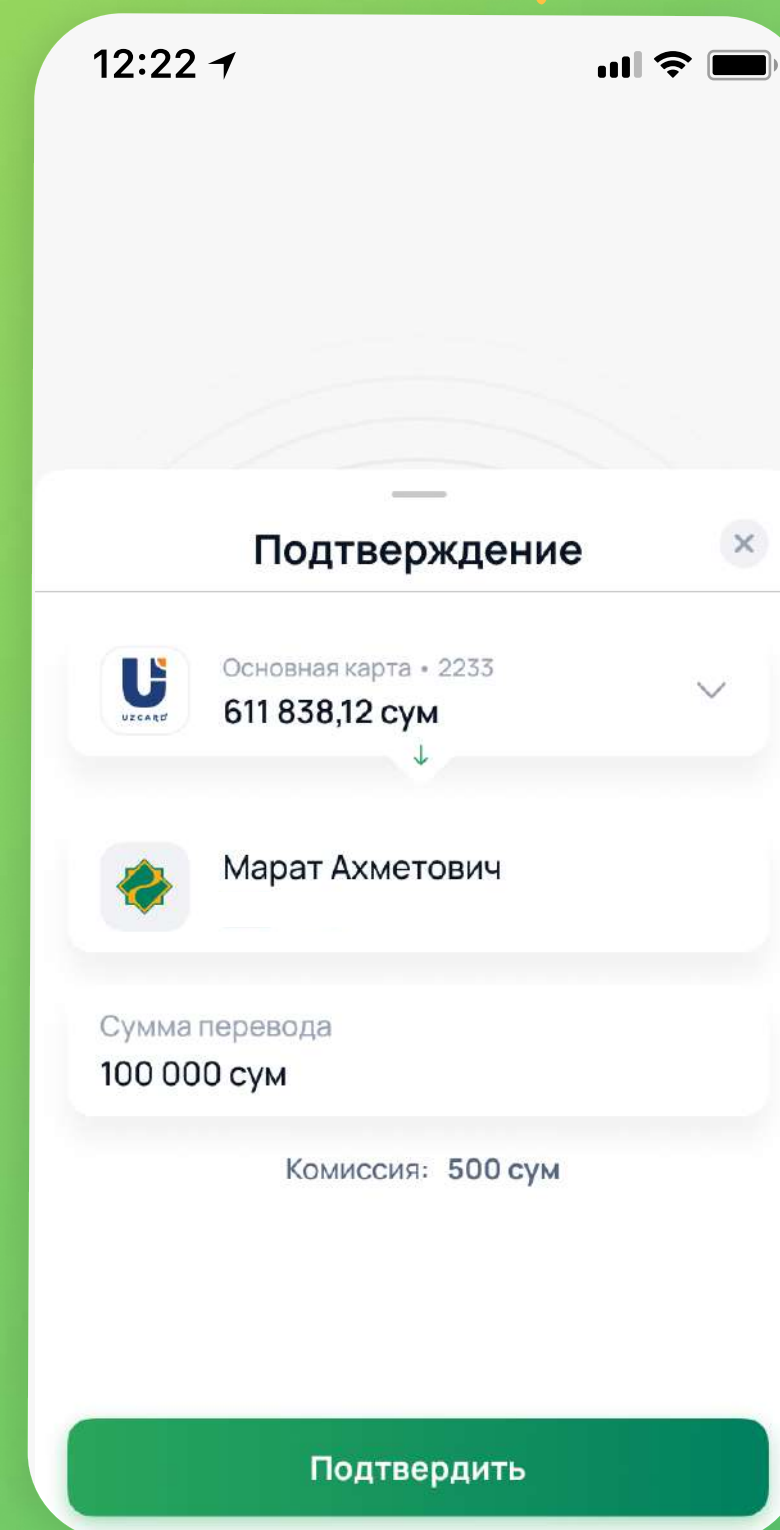 12:22
Подтверждение
Основная карта • 2233
611 838,12 сум
UZCARD
Марат Ахметович
Сумма перевода
100 000 сум
Комиссия: 500 сум
Подтвердить